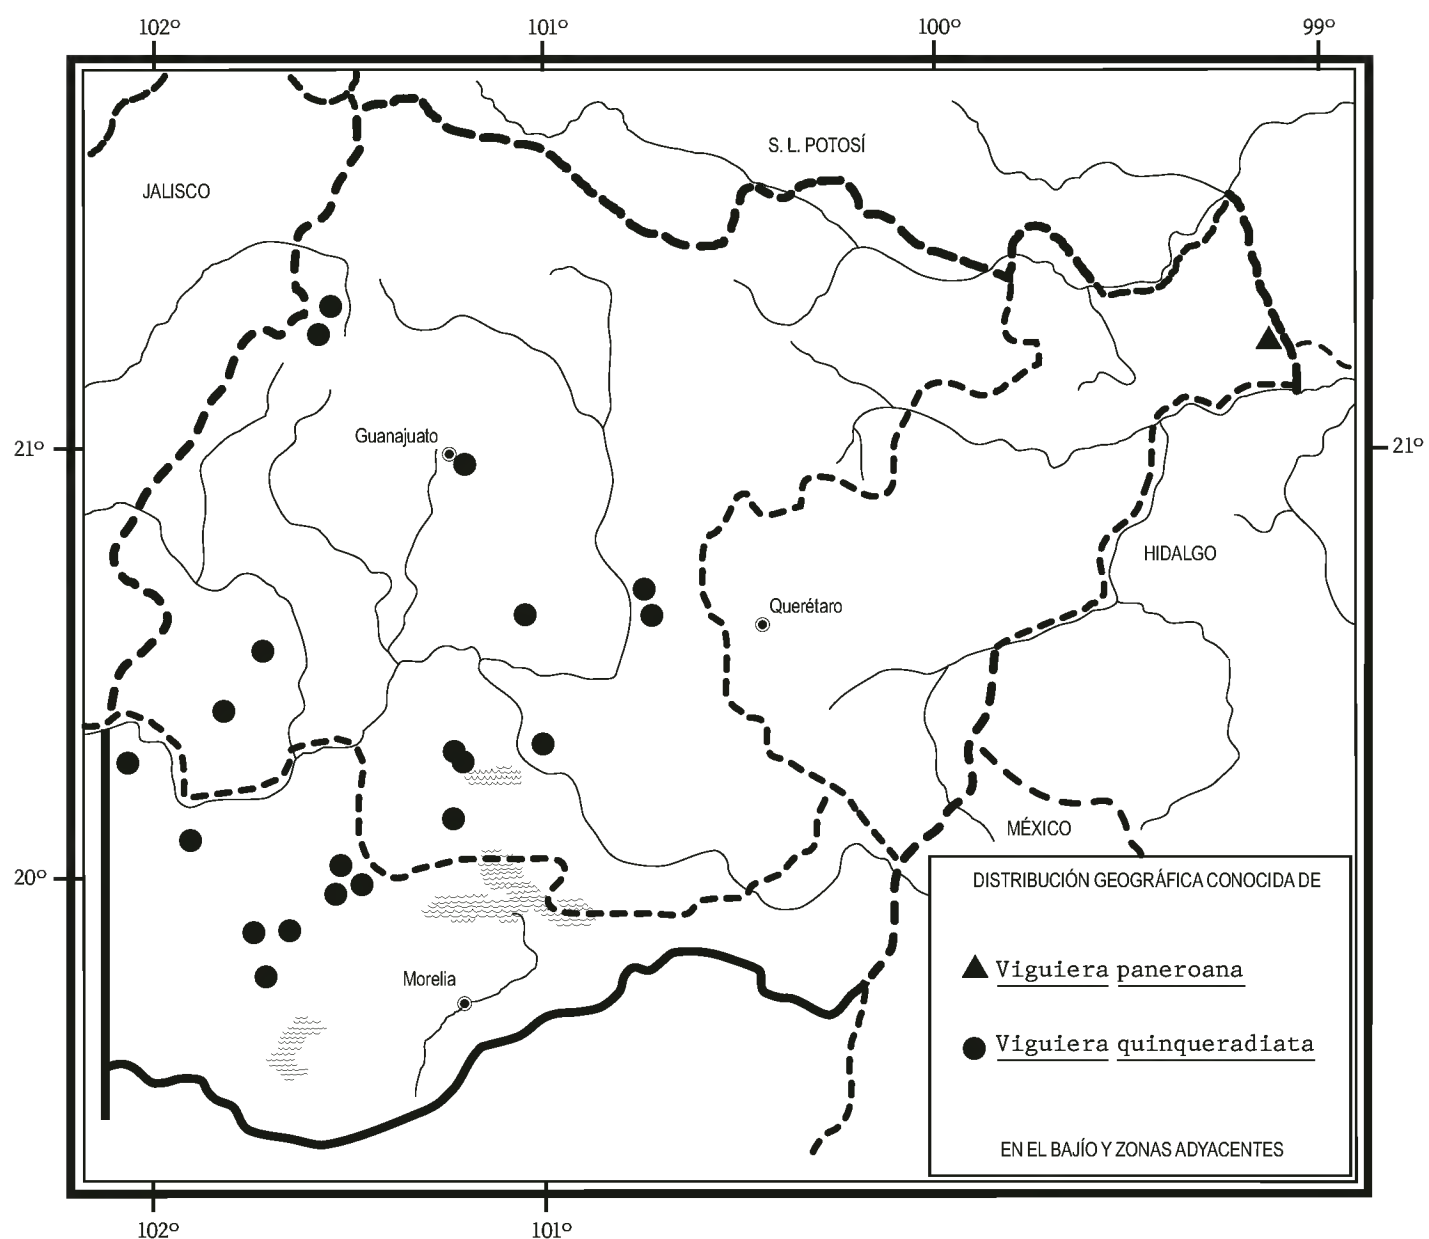 102º 101º 100º 99º
S. L. POTOSÍ
JALISCO
Guanajuato
21º 21º
HIDALGO
Querétaro
MÉXICO
20º
DISTRIBUCIÓN GEOGRÁFICA CONOCIDA DE
Viguiera paneroana
Morelia
Viguiera quinqueradiata
EN EL BAJÍO Y ZONAS ADYACENTES
102º 101º